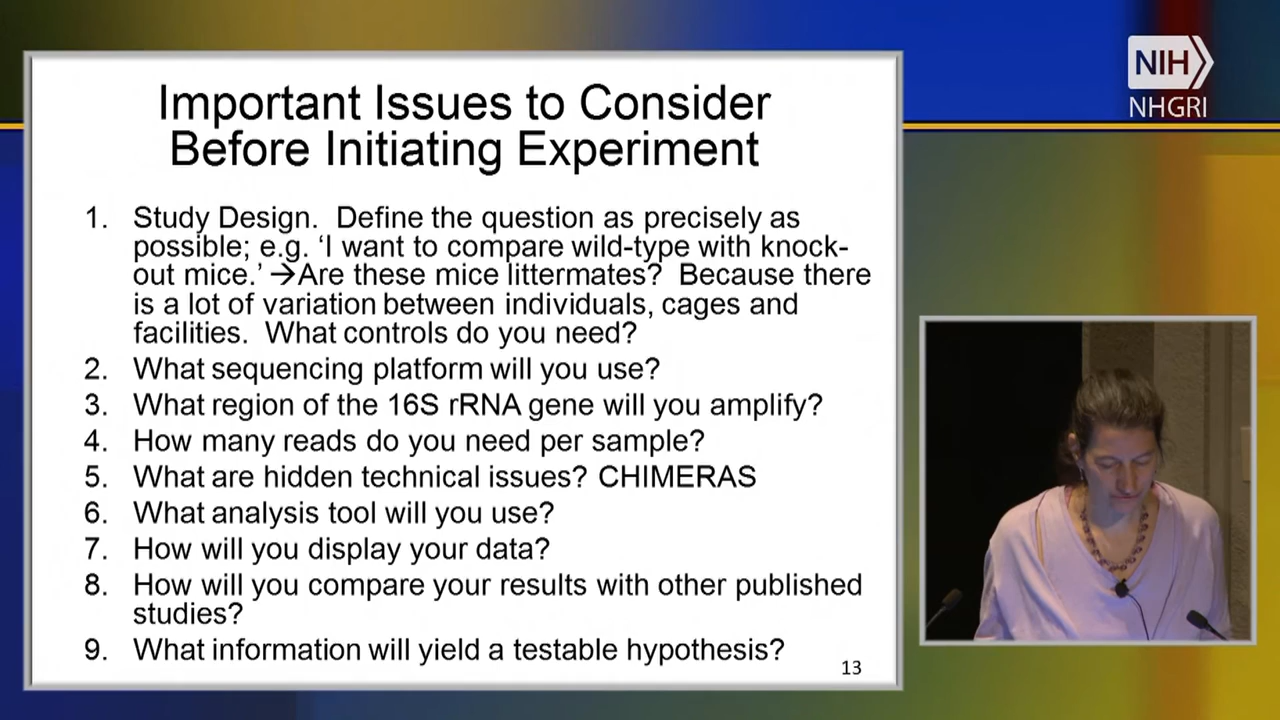 Important Issues to Consider
Before Initiating Experiment
1. Study Design. Define the question as precisely as
possible; e.g. ‘I want to compare wild-type with knock-
out mice.’ →Are these mice littermates? Because there
is a lot of variation between individuals, cages and
facilities. What controls do you need?
2. What sequencing platform will you use?
3. What region of the 16S rRNA gene will you amplify?
4. How many reads do you need per sample?
5. What are hidden technical issues? CHIMERAS
6. What analysis tool will you use?
7. How will you display your data?
8. How will you compare your results with other published
studies?
9. What information will yield a testable hypothesis?
13
NIH
NHGRI